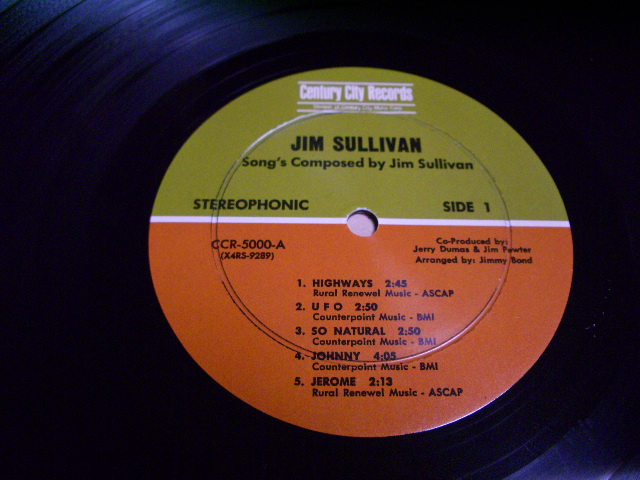 Century City Records
JIM SULLIVAN
Song's Composed by Jim Sullivan
STEREOPHONIC
SIDE 1
CCR-5000-A
(X4RS-9289)
Co-Produced by:
Jerry Dumas & Jim Pewter
Arranged by: Jimmy Bond
1. HIGHWAYS 2:45
Rural Renewel Music - ASCAP
2. U F O 2:50
Counterpoint Music - BMI
3. SO NATURAL 2:50
Counterpoint Music - BMI
4. JOHNNY 4:05
Counterpoint Music - BMI
5. JEROME 2:13
Rural Renewel Music - ASCAP